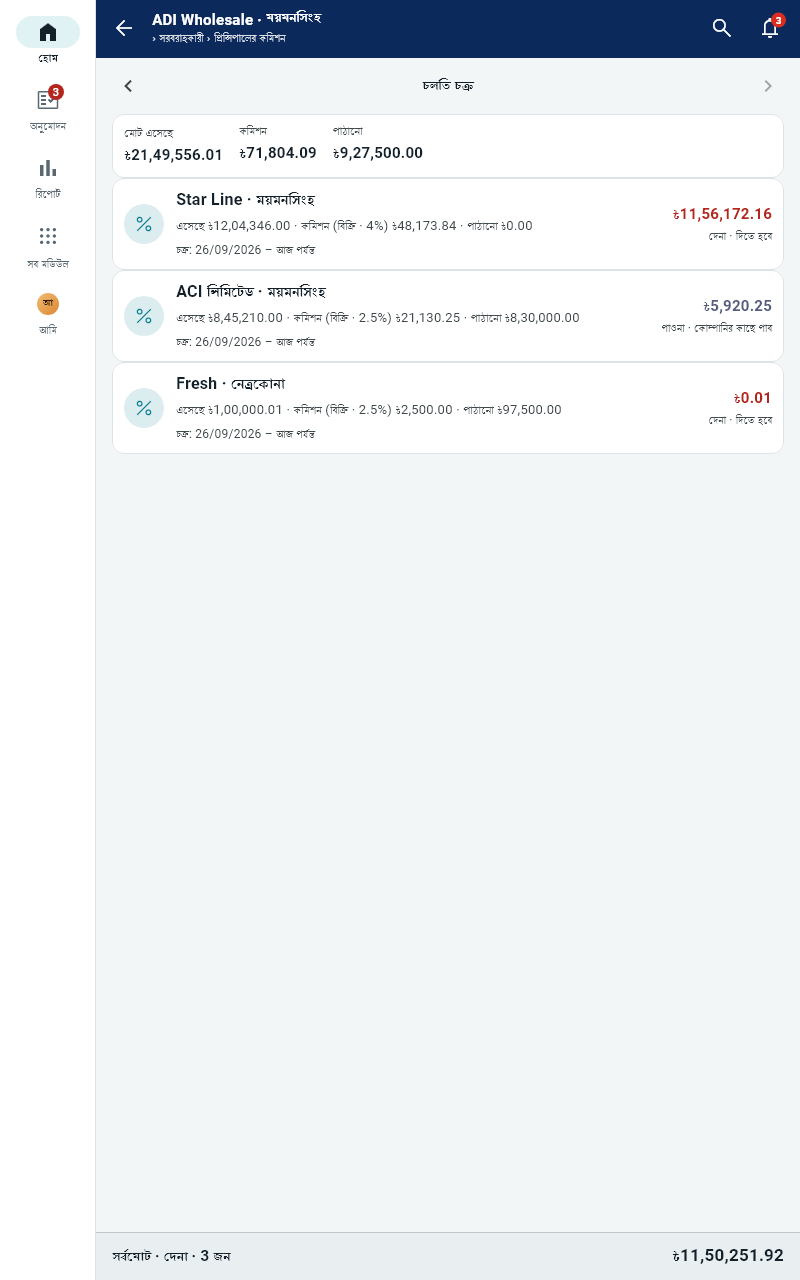 ADI Wholesale · ময়মনসিংহ
› সরবরাহকারী › প্রিন্সিপালের কমিশন
3
হোম
3
অনুমোদন
রিপোর্ট
সব মডিউল
আ
আমি
চলতি চক্র
মোট এসেছে
৳21,49,556.01
কমিশন
৳71,804.09
পাঠানো
৳9,27,500.00
Star Line · ময়মনসিংহ
এসেছে ৳12,04,346.00 · কমিশন (বিক্রি · 4%) ৳48,173.84 · পাঠানো ৳0.00
চক্র: 26/09/2026 – আজ পর্যন্ত
৳11,56,172.16
দেনা · দিতে হবে
ACI লিমিটেড · ময়মনসিংহ
এসেছে ৳8,45,210.00 · কমিশন (বিক্রি · 2.5%) ৳21,130.25 · পাঠানো ৳8,30,000.00
চক্র: 26/09/2026 – আজ পর্যন্ত
৳5,920.25
পাওনা · কোম্পানির কাছে পাব
Fresh · নেত্রকোনা
এসেছে ৳1,00,000.01 · কমিশন (বিক্রি · 2.5%) ৳2,500.00 · পাঠানো ৳97,500.00
চক্র: 26/09/2026 – আজ পর্যন্ত
৳0.01
দেনা · দিতে হবে
সর্বমোট · দেনা · 3 জন
৳11,50,251.92